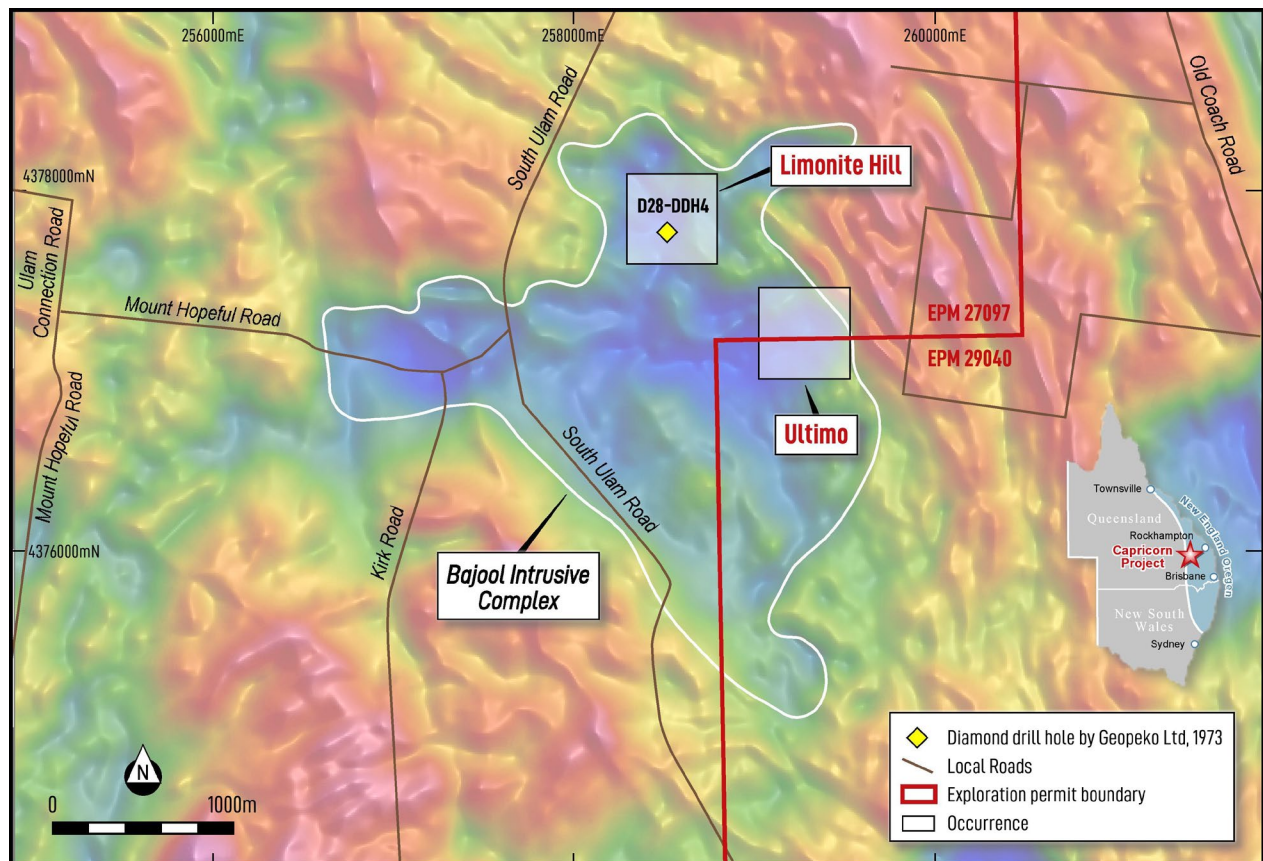 256000mE
258000mE
260000mE
Old Coach Road
South Ulam Road
4378000mN
Limonite Hill
D28-DDH4
Ulam
Connection Road
Mount Hopeful Road
EPM 27097
EPM 29040
Ultimo
Mount Hopeful Road
South Ulam Road
Kirk Road
4376000mN
Bajool Intrusive
Complex
Townsville
Queensland
New England Oregon
Rockhampton
Capricorn
Project
Brisbane
New South
Wales
Sydney
N
0
1000m
Diamond drill hole by Geopeko Ltd, 1973
Local Roads
Exploration permit boundary
Occurrence